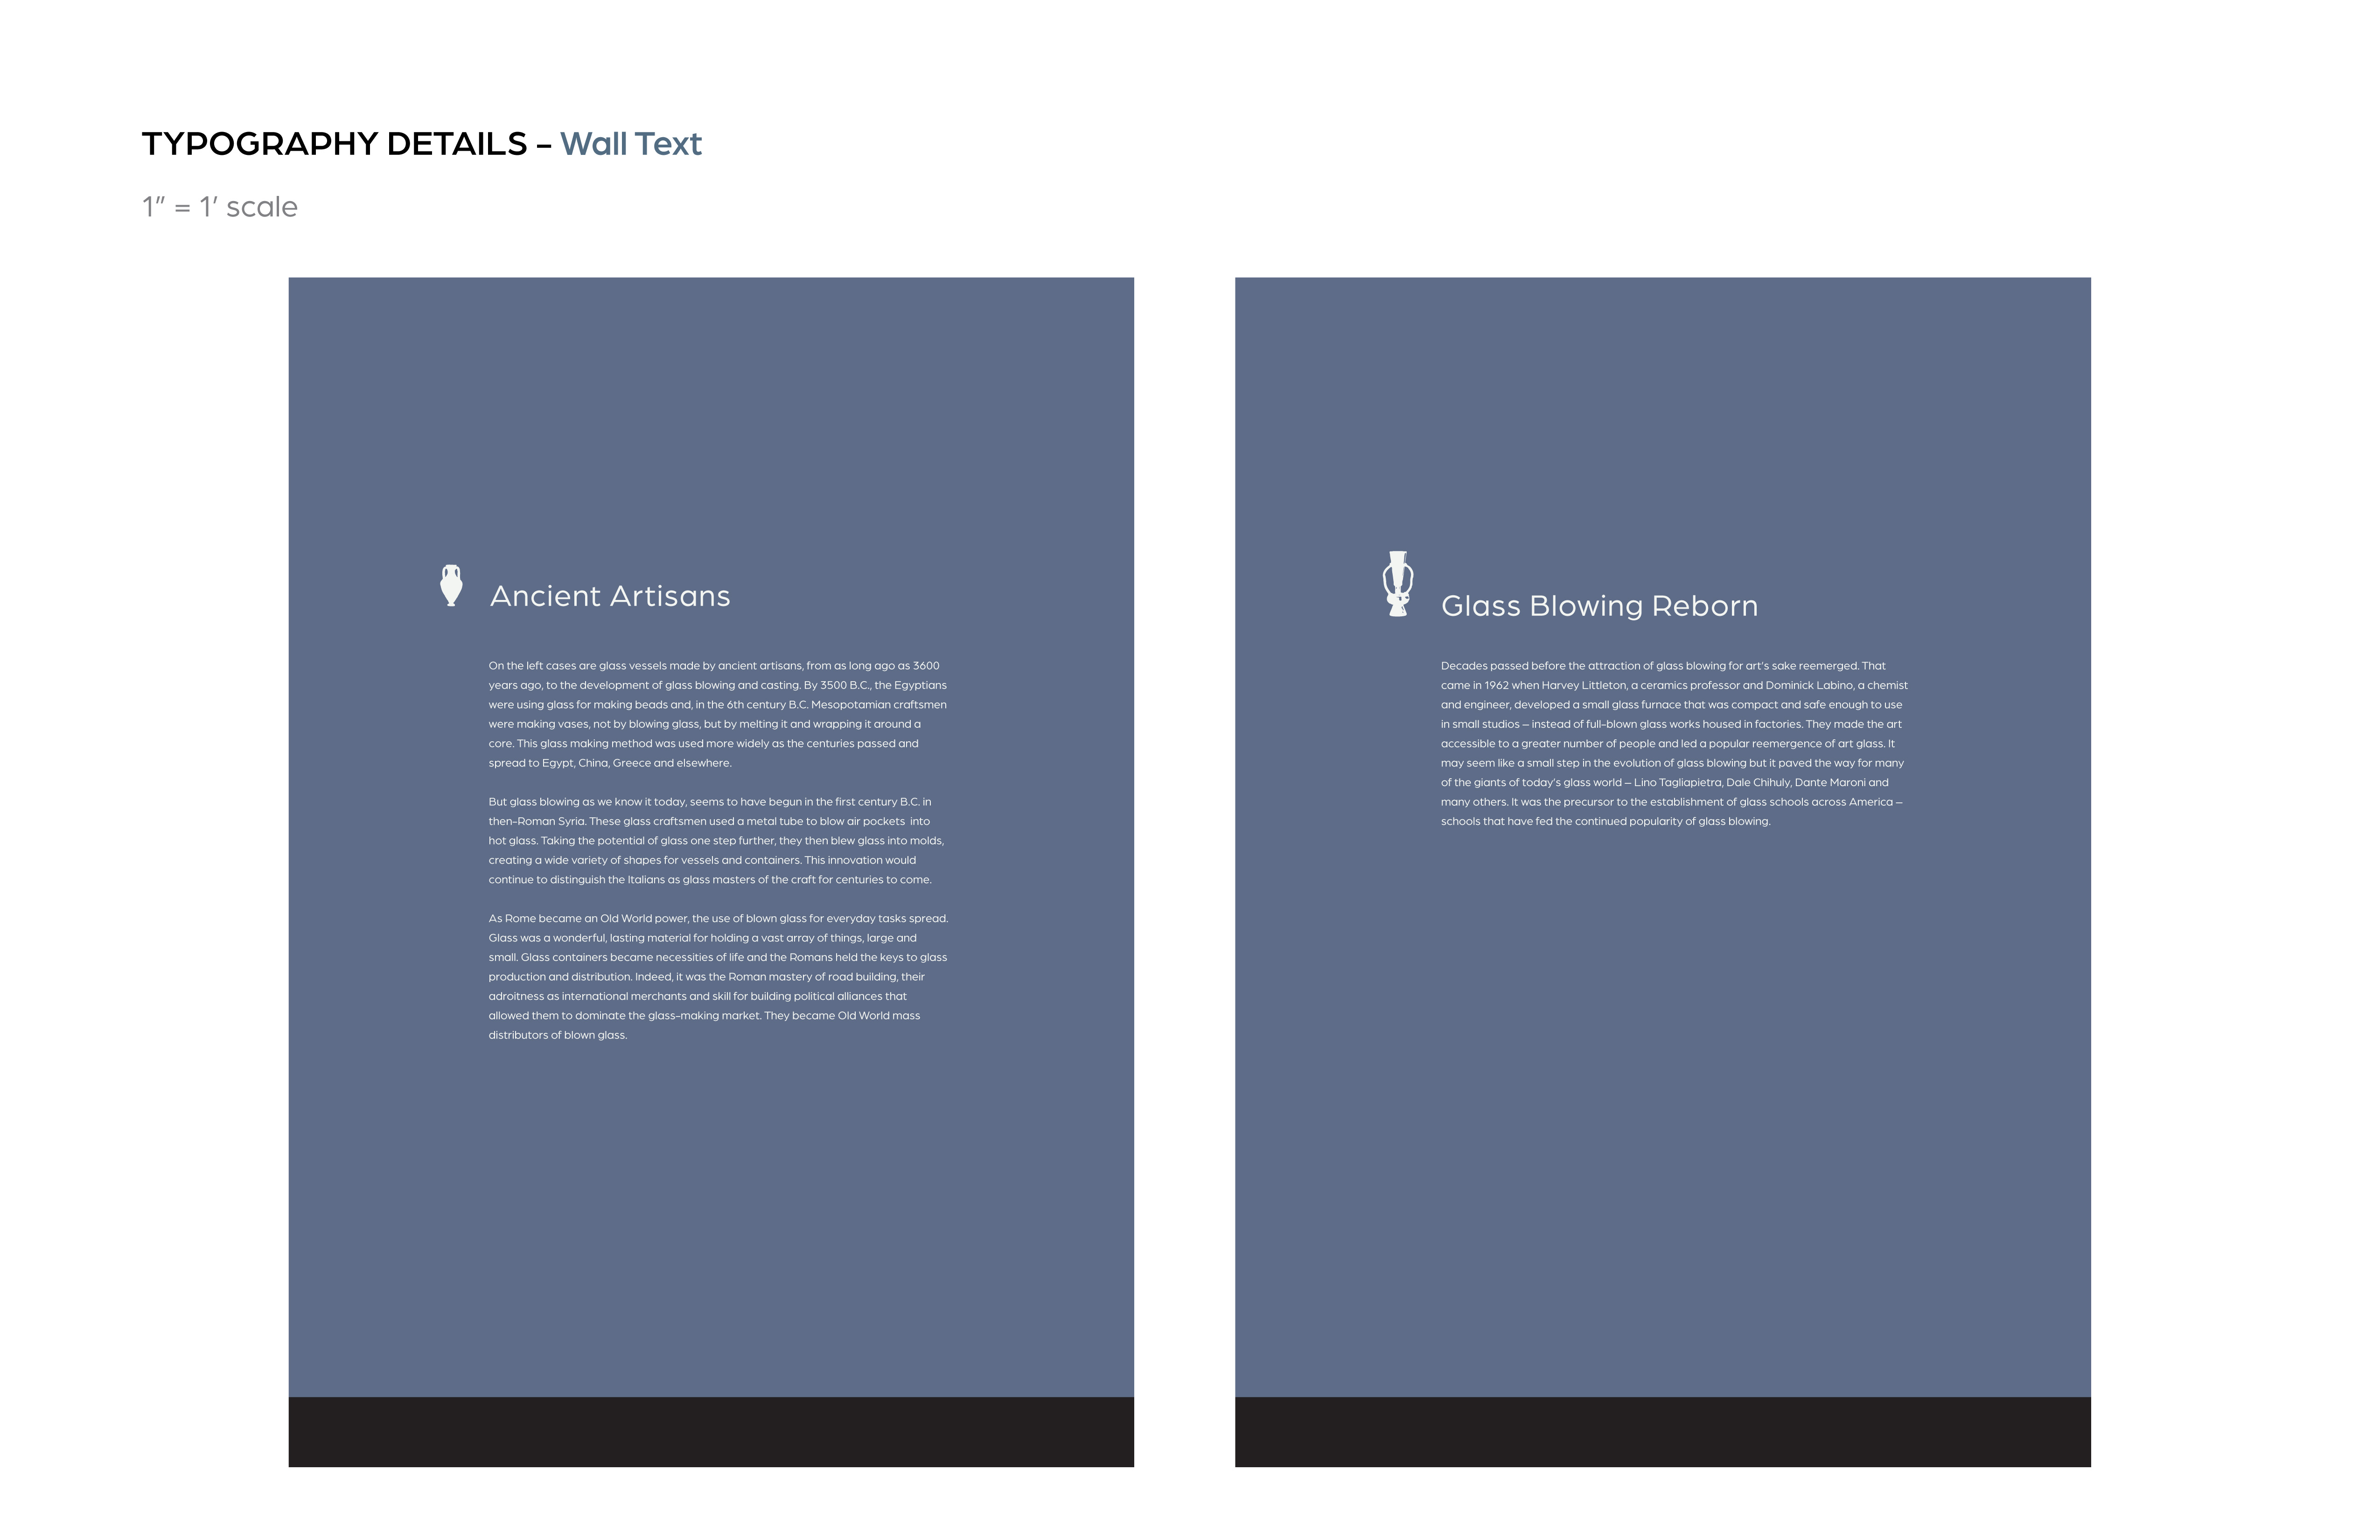 TYPOGRAPHY DETAILS – Wall Text
1” = 1’ scale
Ancient Artisans
On the left cases are glass vessels made by ancient artisans, from as long ago as 3600
years ago, to the development of glass blowing and casting. By 3500 B.C., the Egyptians
were using glass for making beads and, in the 6th century B.C. Mesopotamian craftsmen
were making vases, not by blowing glass, but by melting it and wrapping it around a
core. This glass making method was used more widely as the centuries passed and
spread to Egypt, China, Greece and elsewhere.
But glass blowing as we know it today, seems to have begun in the first century B.C. in
then-Roman Syria. These glass craftsmen used a metal tube to blow air pockets  into
hot glass. Taking the potential of glass one step further, they then blew glass into molds,
creating a wide variety of shapes for vessels and containers. This innovation would
continue to distinguish the Italians as glass masters of the craft for centuries to come.
As Rome became an Old World power, the use of blown glass for everyday tasks spread.
Glass was a wonderful, lasting material for holding a vast array of things, large and
small. Glass containers became necessities of life and the Romans held the keys to glass
production and distribution. Indeed, it was the Roman mastery of road building, their
adroitness as international merchants and skill for building political alliances that
allowed them to dominate the glass-making market. They became Old World mass
distributors of blown glass.
Glass Blowing Reborn
Decades passed before the attraction of glass blowing for art’s sake reemerged. That
came in 1962 when Harvey Littleton, a ceramics professor and Dominick Labino, a chemist
and engineer, developed a small glass furnace that was compact and safe enough to use
in small studios – instead of full-blown glass works housed in factories. They made the art
accessible to a greater number of people and led a popular reemergence of art glass. It
may seem like a small step in the evolution of glass blowing but it paved the way for many
of the giants of today’s glass world – Lino Tagliapietra, Dale Chihuly, Dante Maroni and
many others. It was the precursor to the establishment of glass schools across America –
schools that have fed the continued popularity of glass blowing.